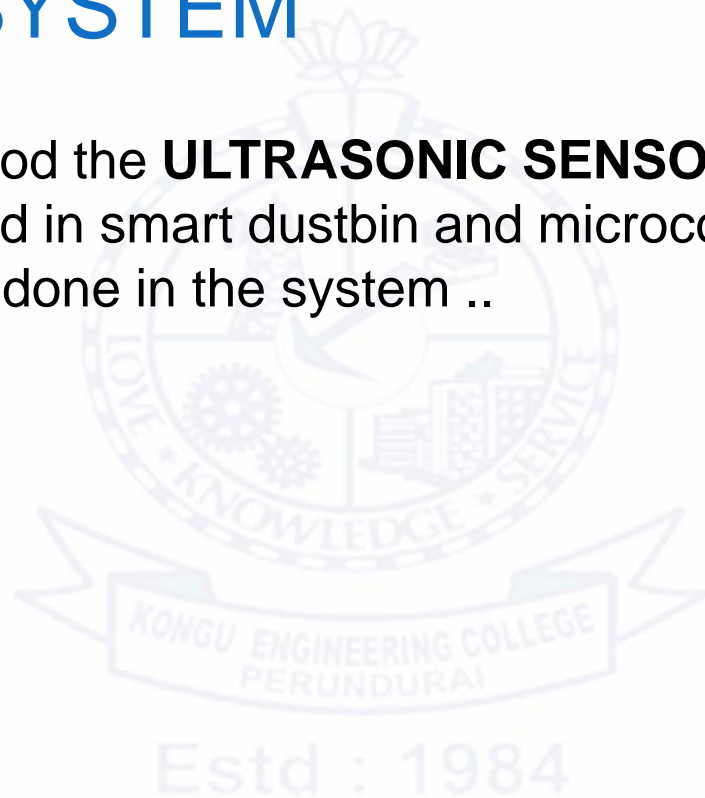 SYSTEM
od the ULTRASONIC SENSO
d in smart dustbin and microco
done in the system ..
LOVE * KNOWLEDGE * SERVICE
KONGU ENGINEERING COLLEGE
PERUNDURAI
Estd : 1984